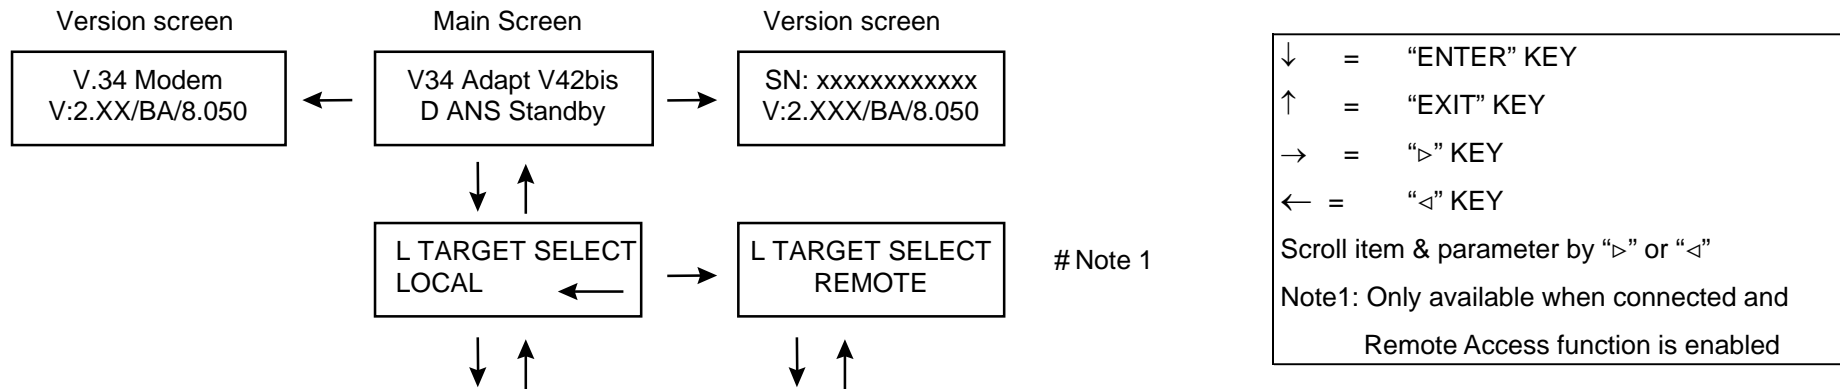 Version screen
Main Screen
Version screen
V.34 Modem
V:2.XX/BA/8.050
V34 Adapt V42bis
D ANS Standby
SN: xxxxxxxxxxxx
V:2.XXX/BA/8.050
L TARGET SELECT
LOCAL
L TARGET SELECT
REMOTE
# Note 1
↓ = “ENTER” KEY
↑ = “EXIT” KEY
→ = “▹” KEY
← = “◃” KEY
Scroll item & parameter by “▹” or “◃”
Note1: Only available when connected and
Remote Access function is enabled